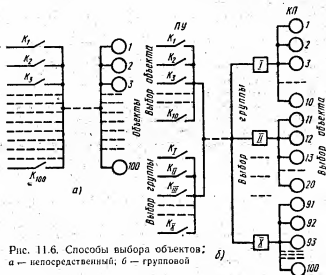 ПУ
КП
К1
К2
К3
К100
1
2
3
100
Объекты
а)
К1
К2
К3
К10
Выбор объекта
КI
КII
КIII
КX
Выбор группы
I
II
X
группы
Выбор
1
2
3
10
11
12
13
20
91
92
93
100
Выбор объекта
б)
Рис. 11.6. Способы выбора объектов:
а — непосредственный; б — групповой